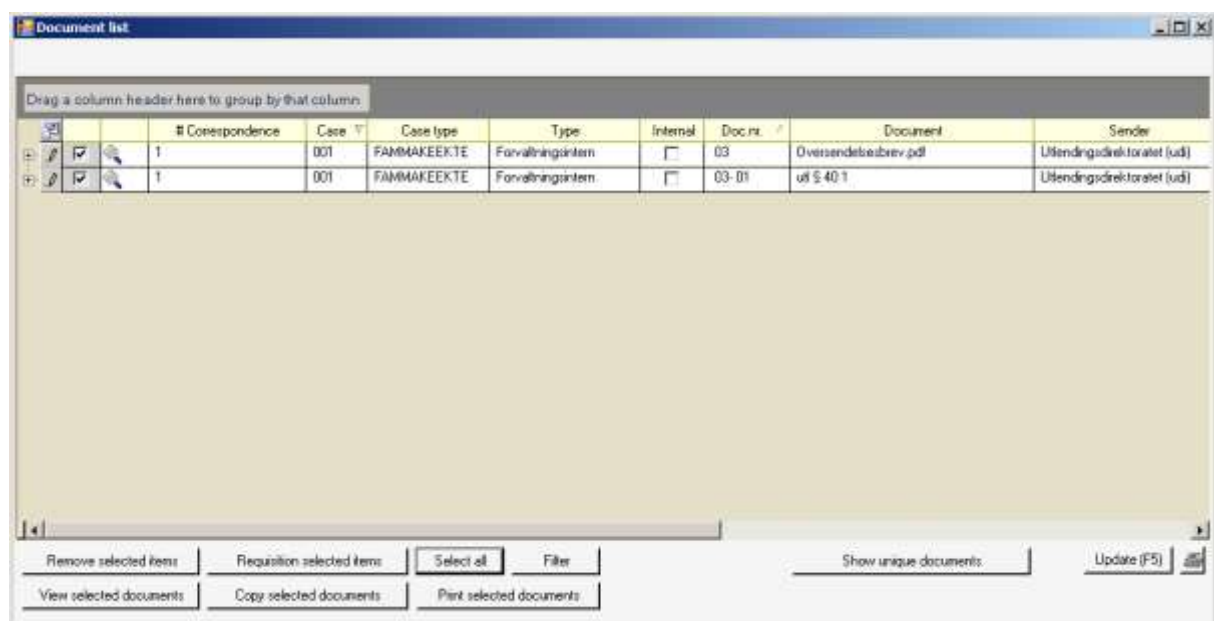 Document list
Drag a column header here to group by that column
# Correspondence Case Case type Type Internal Doc.nr. Document Sender
1 001 FAMMAKEEKTE Forvaltningsintern 03 Oversendelsesbrev.pdf Utlendingsdirektoratet (udi)
1 001 FAMMAKEEKTE Forvaltningsintern 03- 01 utl § 40 1 Utlendingsdirektoratet (udi)
Remove selected items Requisition selected items Select all Filter Show unique documents Update (F5)
View selected documents Copy selected documents Print selected documents